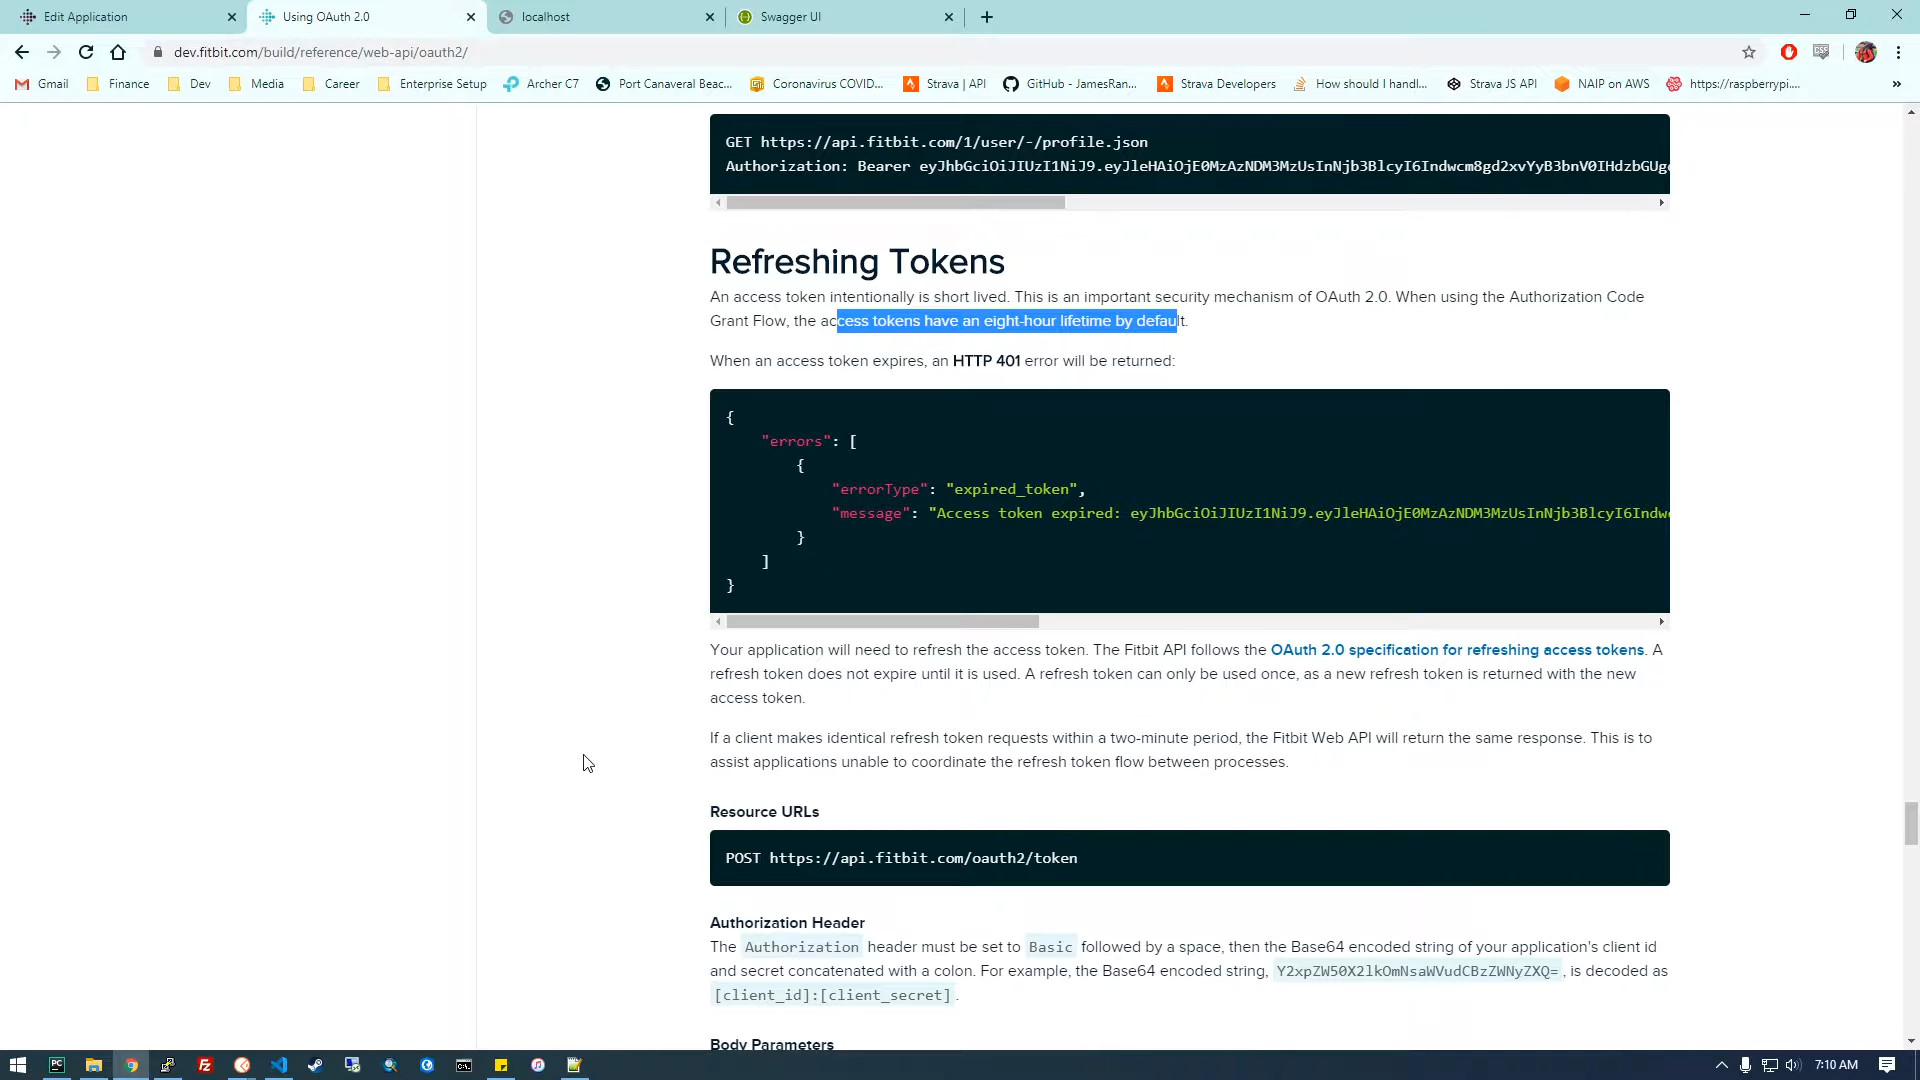 Edit Application
Using OAuth 2.0
localhost
Swagger UI
dev.fitbit.com/build/reference/web-api/oauth2/
Gmail
Finance
Dev
Media
Career
Enterprise Setup
Archer C7
Port Canaveral Beac...
Coronavirus COVID...
Strava | API
GitHub - JamesRan...
Strava Developers
How should I handl...
Strava JS API
NAIP on AWS
https://raspberrypi....
»
GET https://api.fitbit.com/1/user/-/profile.json
Authorization: Bearer eyJhbGciOiJIUzI1NiJ9.eyJleHAiOjE0MzAzNDM3MzUsInNjb3BlcyI6Indwcm8gd2xvYyB3bnV0IHdzbGUg
Refreshing Tokens
An access token intentionally is short lived. This is an important security mechanism of OAuth 2.0. When using the Authorization Code
Grant Flow, the access tokens have an eight-hour lifetime by default.
When an access token expires, an HTTP 401 error will be returned:
{
"errors": [
{
"errorType": "expired_token",
"message": "Access token expired: eyJhbGciOiJIUzI1NiJ9.eyJleHAiOjE0MzAzNDM3MzUsInNjb3BlcyI6Indw
}
]
}
Your application will need to refresh the access token. The Fitbit API follows the OAuth 2.0 specification for refreshing access tokens. A
refresh token does not expire until it is used. A refresh token can only be used once, as a new refresh token is returned with the new
access token.
If a client makes identical refresh token requests within a two-minute period, the Fitbit Web API will return the same response. This is to
assist applications unable to coordinate the refresh token flow between processes.
Resource URLs
POST https://api.fitbit.com/oauth2/token
Authorization Header
The Authorization header must be set to Basic followed by a space, then the Base64 encoded string of your application's client id
and secret concatenated with a colon. For example, the Base64 encoded string, Y2xpZW50X2lkOmNsaWVudCBzZWNyZXQ=, is decoded as
[client_id]:[client_secret].
Body Parameters
7:10 AM